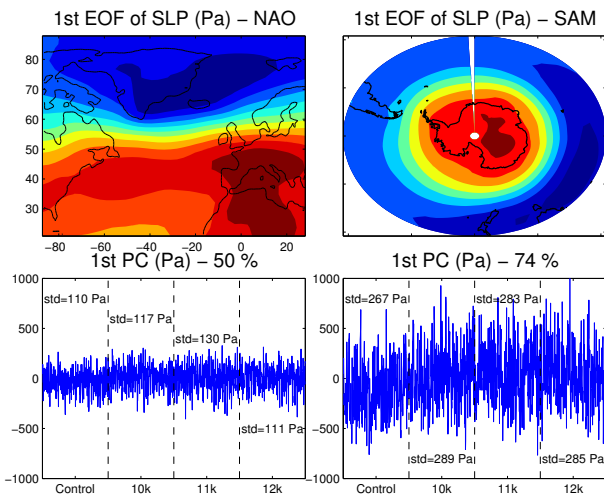 1st EOF of SLP (Pa) − NAO
80
70
60
50
40
30
−80 −60 −40 −20 0 20
1st EOF of SLP (Pa) − SAM
1st PC (Pa) − 50 %
1000
500
0
−500
−1000
std=110 Pa
std=117 Pa
std=130 Pa
std=111 Pa
Control 10k 11k 12k
1st PC (Pa) − 74 %
1000
500
0
−500
−1000
std=267 Pa
std=283 Pa
std=289 Pa
std=285 Pa
Control 10k 11k 12k